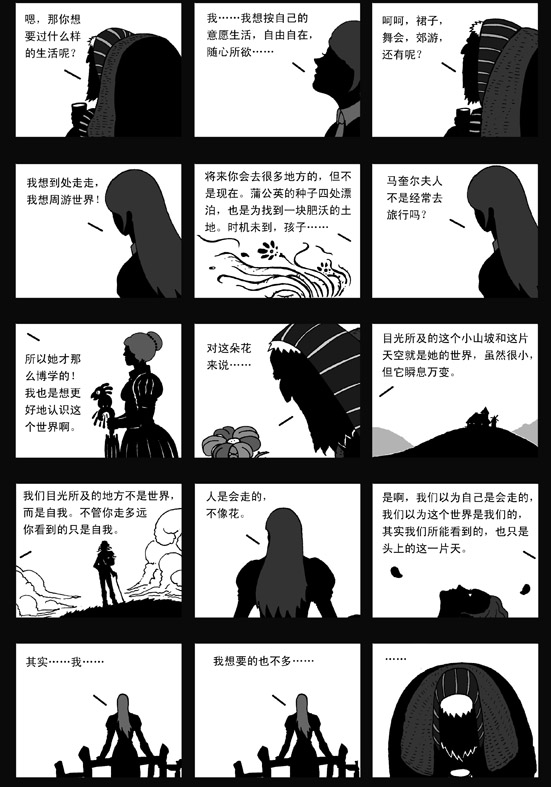 嗯，那你想
要过什么样
的生活呢？
我……我想按自己的
意愿生活，自由自在，
随心所欲……
呵呵，裙子，
舞会，郊游，
还有呢？
我想到处走走，
我想周游世界！
将来你会去很多地方的，但不
是现在。蒲公英的种子四处漂
泊，也是为找到一块肥沃的土
地。时机未到，孩子……
马奎尔夫人
不是经常去
旅行吗？
所以她才那
么博学的！
我也是想更
好地认识这
个世界啊。
对这朵花
来说……
目光所及的这个小山坡和这片
天空就是她的世界，虽然很小，
但它瞬息万变。
我们目光所及的地方不是世界，
而是自我。不管你走多远
你看到的只是自我。
人是会走的，
不像花。
是啊，我们以为自己是会走的，
我们以为这个世界是我们的，
其实我们所能看到的，也只是
头上的这一片天。
其实……我……
我想要的也不多……
……